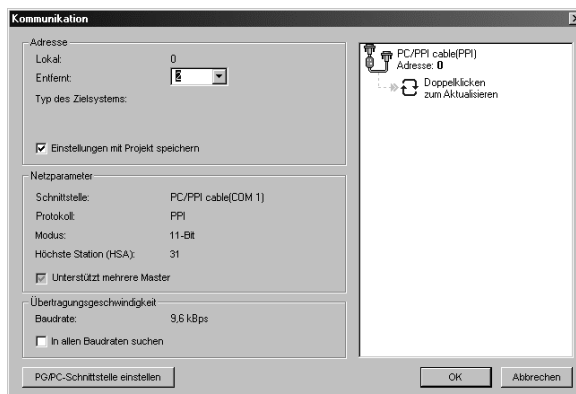 Kommunikation
Adresse
Lokal: 0
Entfernt: 2
Typ des Zielsystems:
Einstellungen mit Projekt speichern
Netzparameter
Schnittstelle: PC/PPI cable(COM 1)
Protokoll: PPI
Modus: 11-Bit
Höchste Station (HSA): 31
Unterstützt mehrere Master
Übertragungsgeschwindigkeit
Baudrate: 9,6 kBps
In allen Baudraten suchen
PG/PC-Schnittstelle einstellen
PC/PPI cable(PPI)
Adresse: 0
Doppelklicken
zum Aktualisieren
OK
Abbrechen